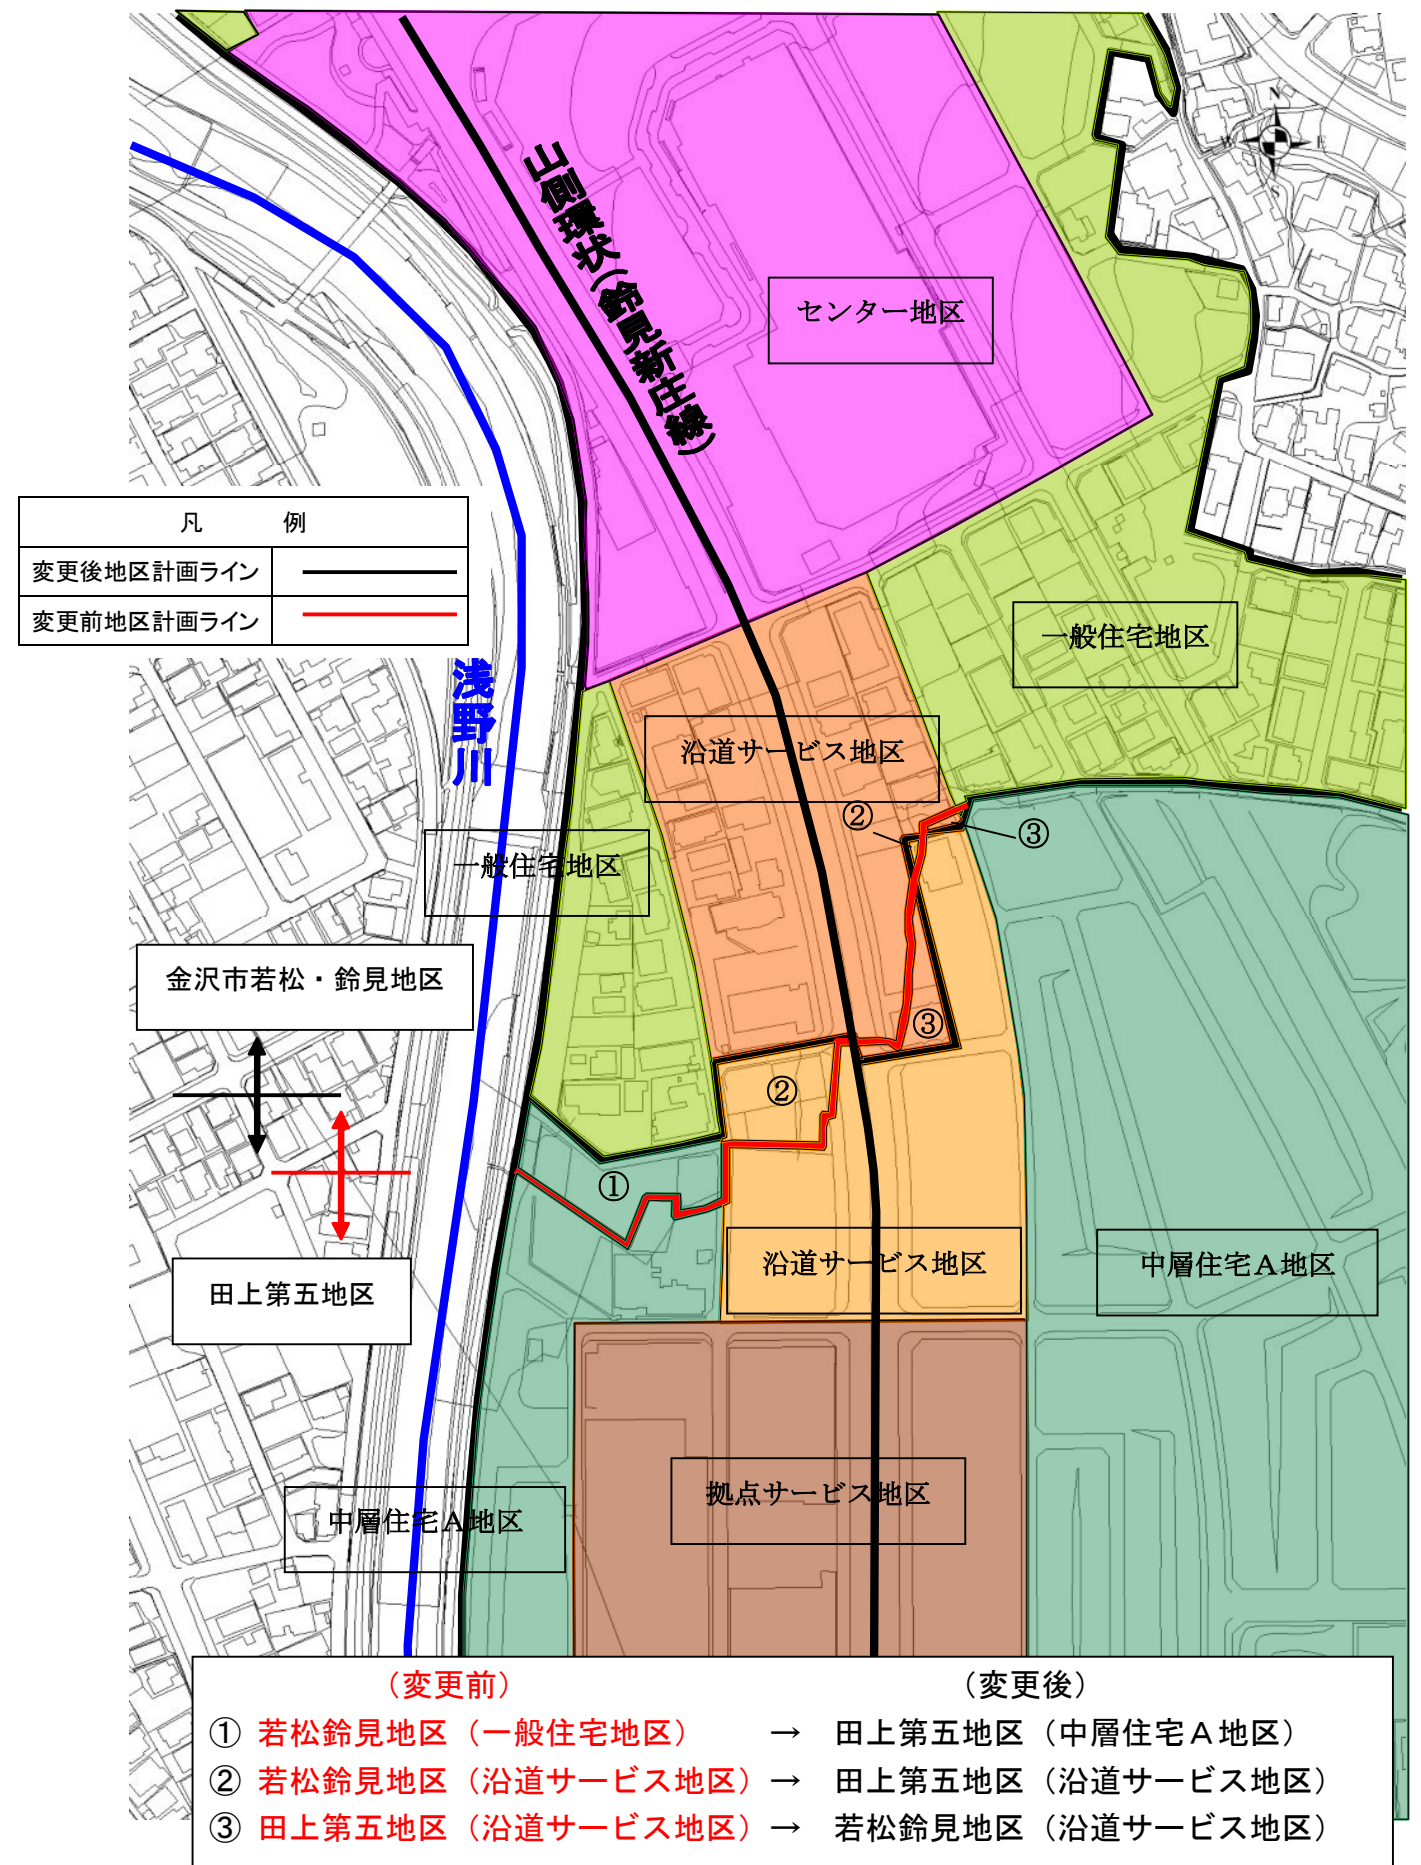 N
W
E
S
山側環状(鈴見新庄線)
センター地区
凡　例
変更後地区計画ライン
変更前地区計画ライン
一般住宅地区
浅野川
沿道サービス地区
②
③
一般住宅地区
金沢市若松・鈴見地区
③
②
①
田上第五地区
沿道サービス地区
中層住宅A地区
拠点サービス地区
中層住宅A地区
（変更前） （変更後）
① 若松鈴見地区（一般住宅地区） → 田上第五地区（中層住宅A地区）
② 若松鈴見地区（沿道サービス地区）→ 田上第五地区（沿道サービス地区）
③ 田上第五地区（沿道サービス地区）→ 若松鈴見地区（沿道サービス地区）